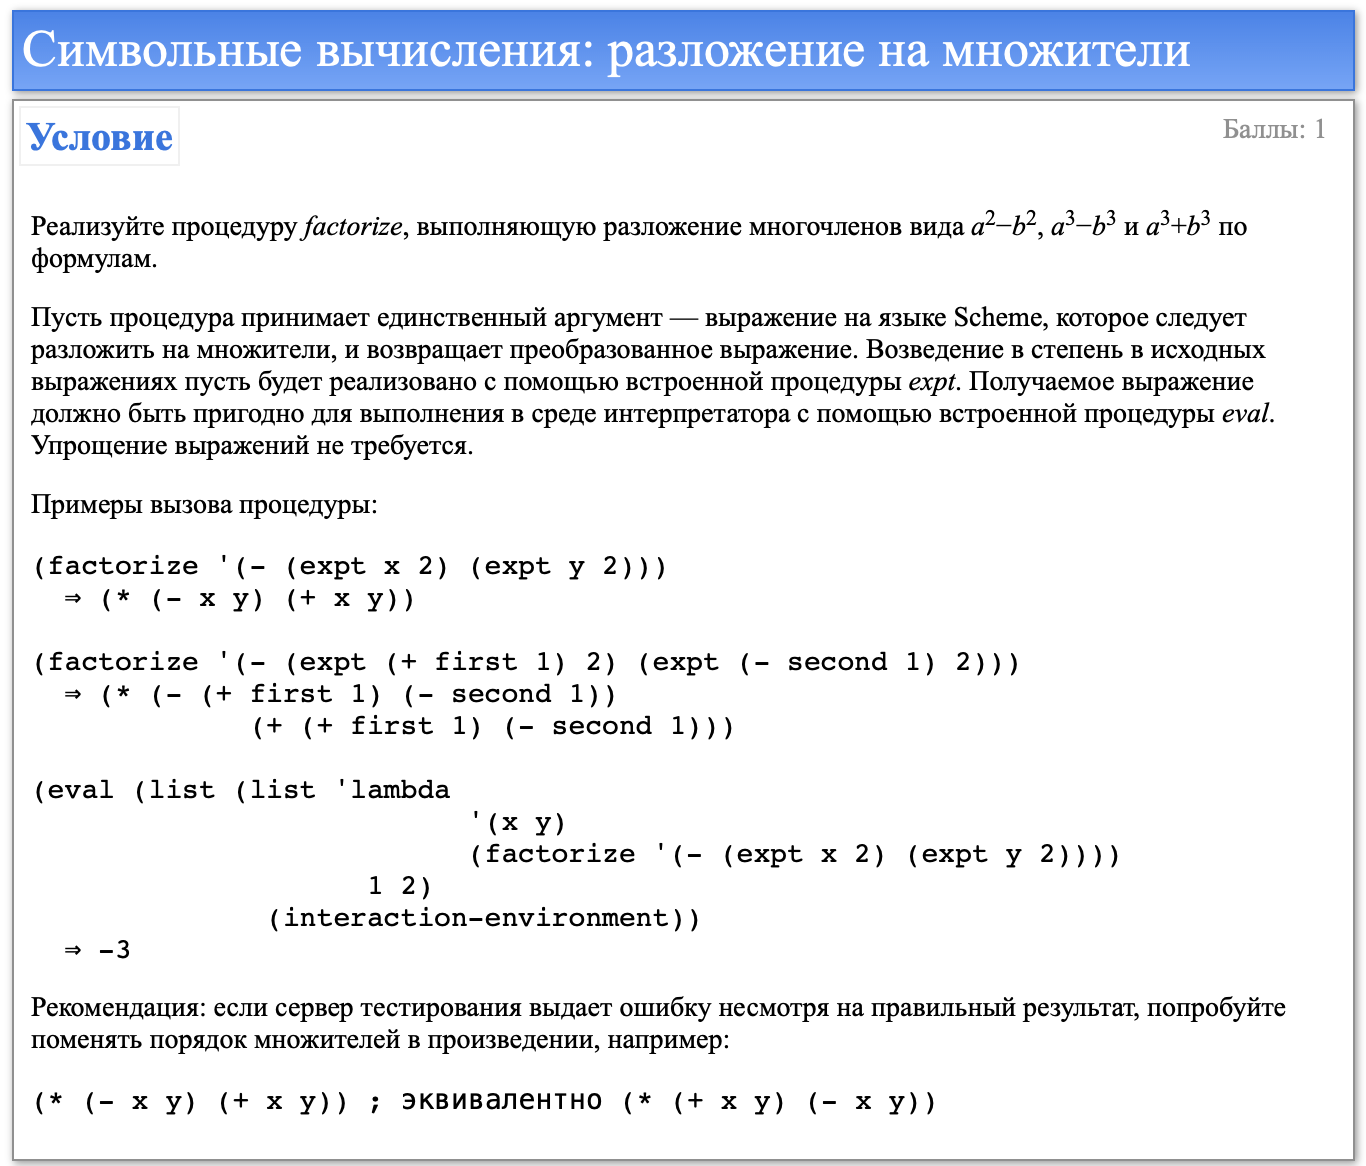 Символьные вычисления: разложение на множители
Условие
Баллы: 1
Реализуйте процедуру factorize, выполняющую разложение многочленов вида a²−b², a³−b³ и a³+b³ по
формулам.
Пусть процедура принимает единственный аргумент — выражение на языке Scheme, которое следует
разложить на множители, и возвращает преобразованное выражение. Возведение в степень в исходных
выражениях пусть будет реализовано с помощью встроенной процедуры expt. Получаемое выражение
должно быть пригодно для выполнения в среде интерпретатора с помощью встроенной процедуры eval.
Упрощение выражений не требуется.
Примеры вызова процедуры:
(factorize '(- (expt x 2) (expt y 2)))
  ⇒ (* (- x y) (+ x y))
(factorize '(- (expt (+ first 1) 2) (expt (- second 1) 2)))
  ⇒ (* (- (+ first 1) (- second 1))
             (+ (+ first 1) (- second 1)))
(eval (list (list 'lambda
                          '(x y)
                          (factorize '(- (expt x 2) (expt y 2))))
                    1 2)
              (interaction-environment))
  ⇒ -3
Рекомендация: если сервер тестирования выдает ошибку несмотря на правильный результат, попробуйте
поменять порядок множителей в произведении, например:
(* (- x y) (+ x y)) ; эквивалентно (* (+ x y) (- x y))